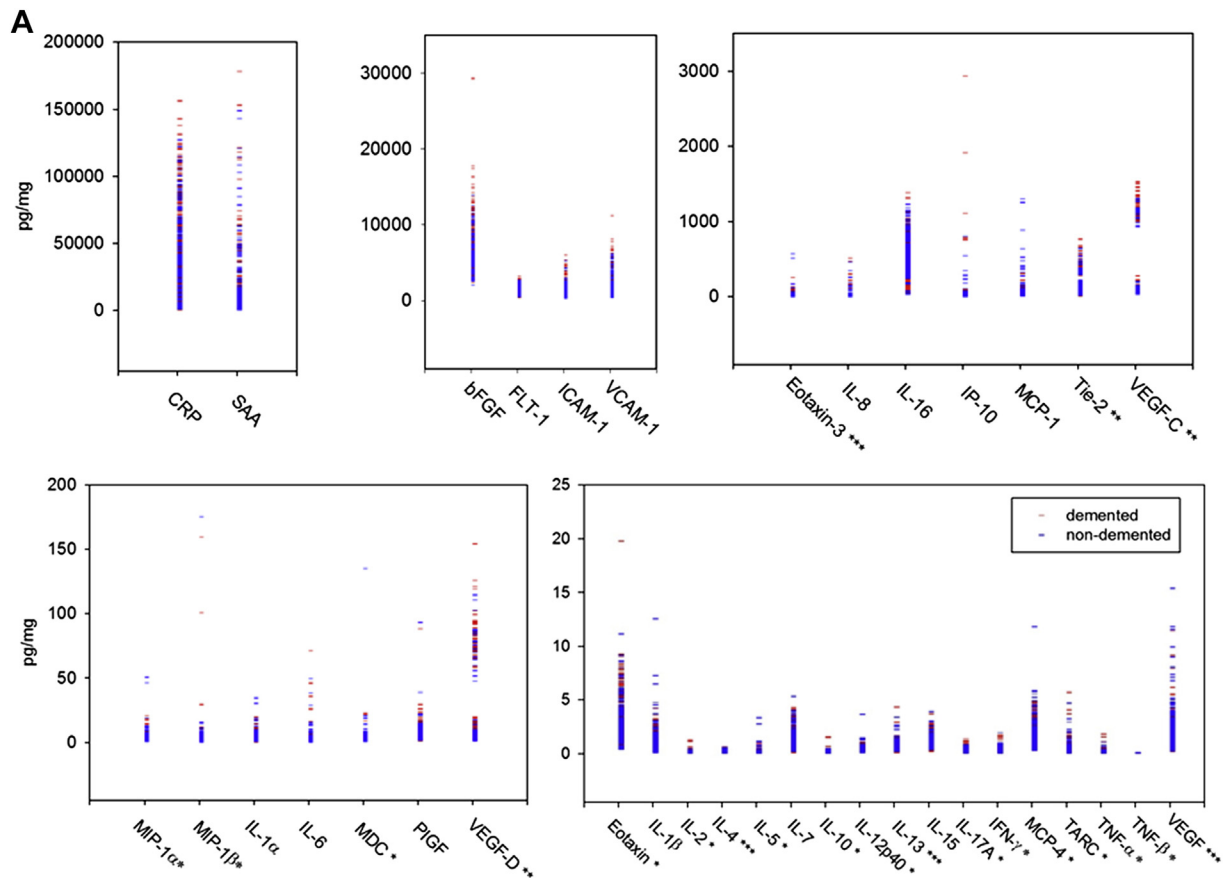 A
200000
150000
100000
50000
0
pg/mg
CRP
SAA
30000
20000
10000
0
bFGF
FLT-1
ICAM-1
VCAM-1
3000
2000
1000
0
Eotaxin-3 ***
IL-8
IL-16
IP-10
MCP-1
Tie-2 **
VEGF-C **
200
150
100
50
0
pg/mg
MIP-1α*
MIP-1β*
IL-1α
IL-6
MDC *
PlGF
VEGF-D **
25
20
15
10
5
0
demented
non-demented
Eotaxin *
IL-1β
IL-2 *
IL-4 ***
IL-5 *
IL-7
IL-10 *
IL-12p40 *
IL-13 ***
IL-15
IL-17A *
IFN-γ *
MCP-4 *
TARC *
TNF-α *
TNF-β *
VEGF ***